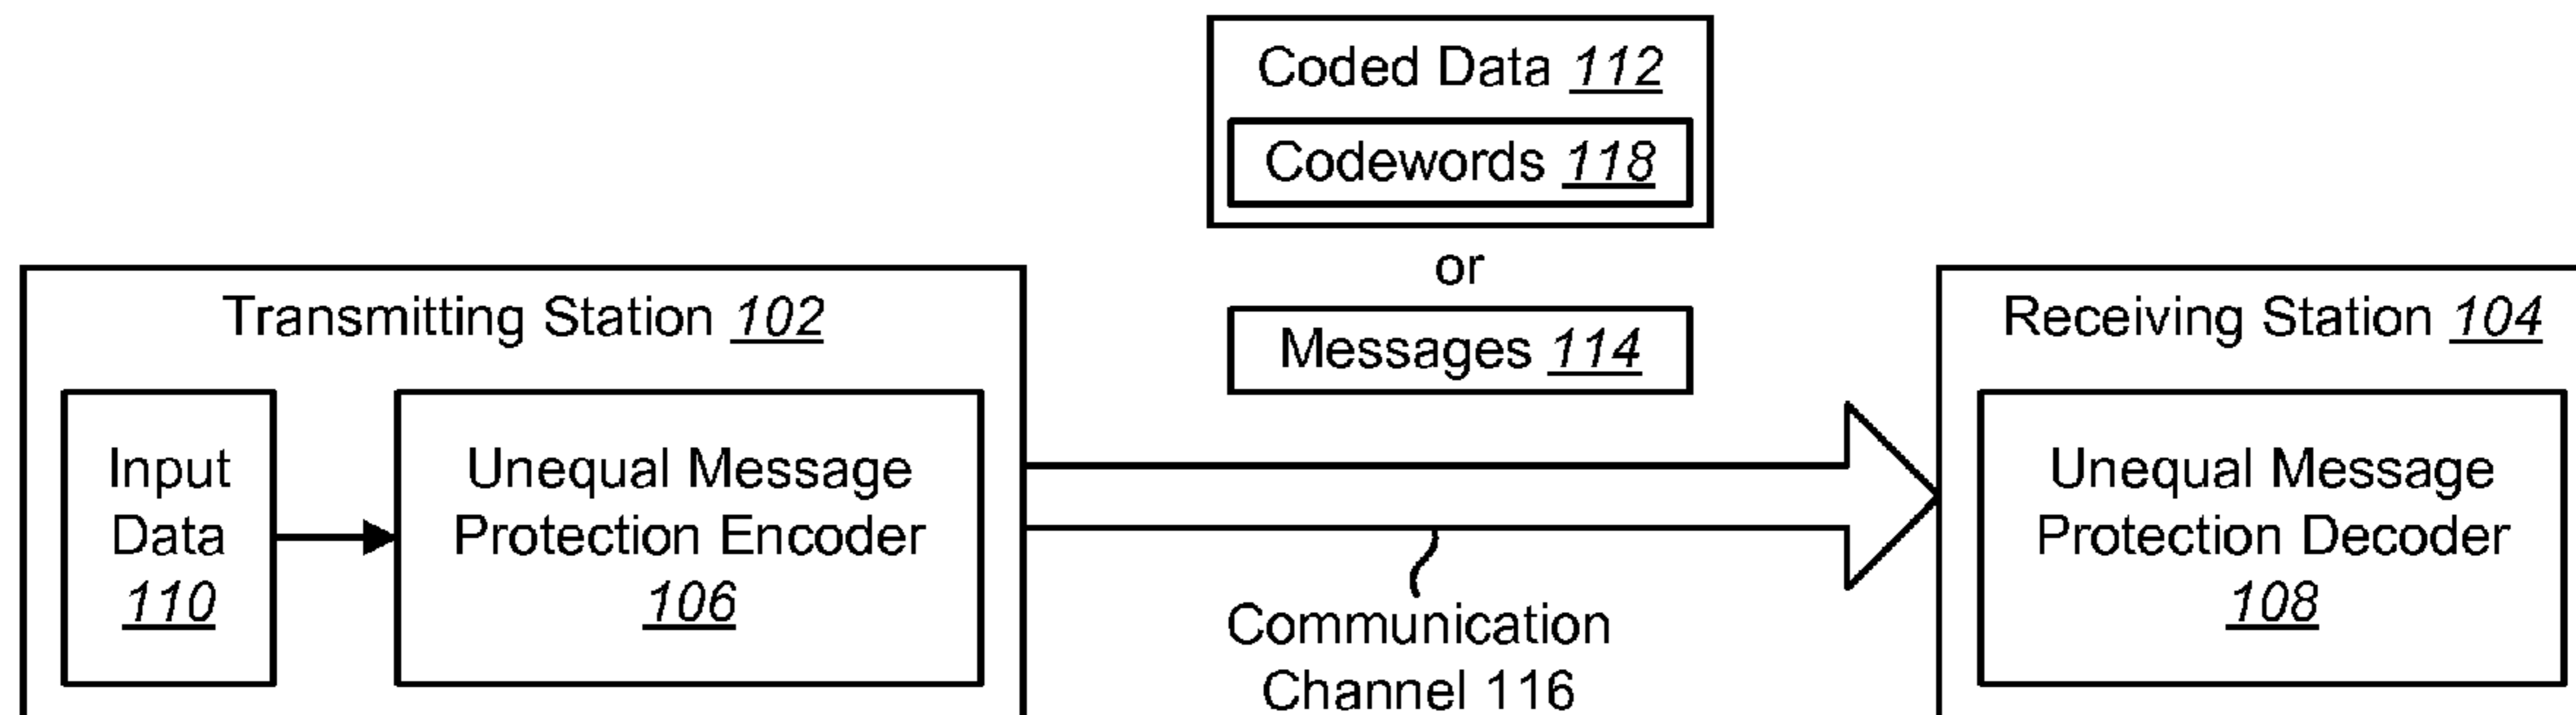 Coded Data 112
Codewords 118
or
Messages 114
Transmitting Station 102
Input
Data
110
Unequal Message
Protection Encoder
106
Communication
Channel 116
Receiving Station 104
Unequal Message
Protection Decoder
108